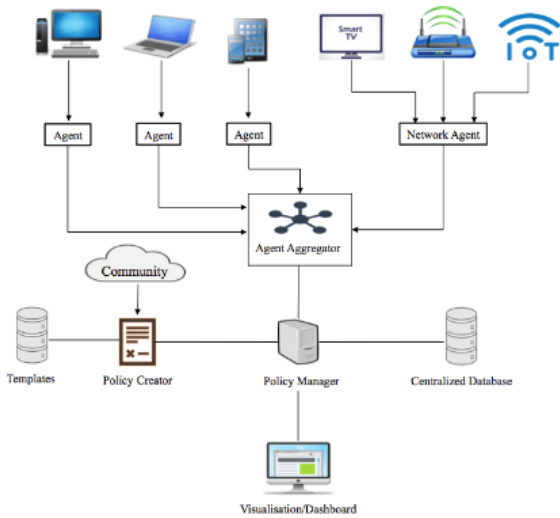 Smart
TV
IoT
Agent
Agent
Agent
Network Agent
Agent Aggregator
Community
Templates
Policy Creator
Policy Manager
Centralized Database
Visualisation/Dashboard